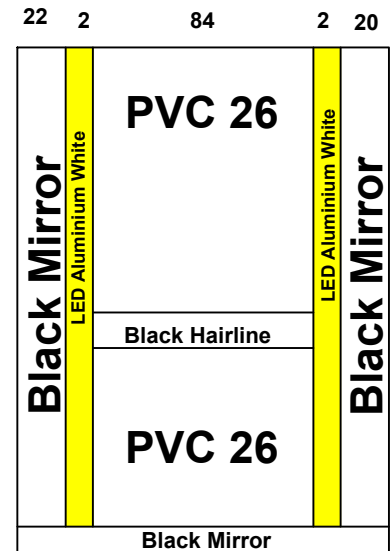 22 2 84 2 20
PVC 26
Black Mirror
LED Aluminium White
LED Aluminium White
Black Mirror
Black Hairline
PVC 26
Black Mirror